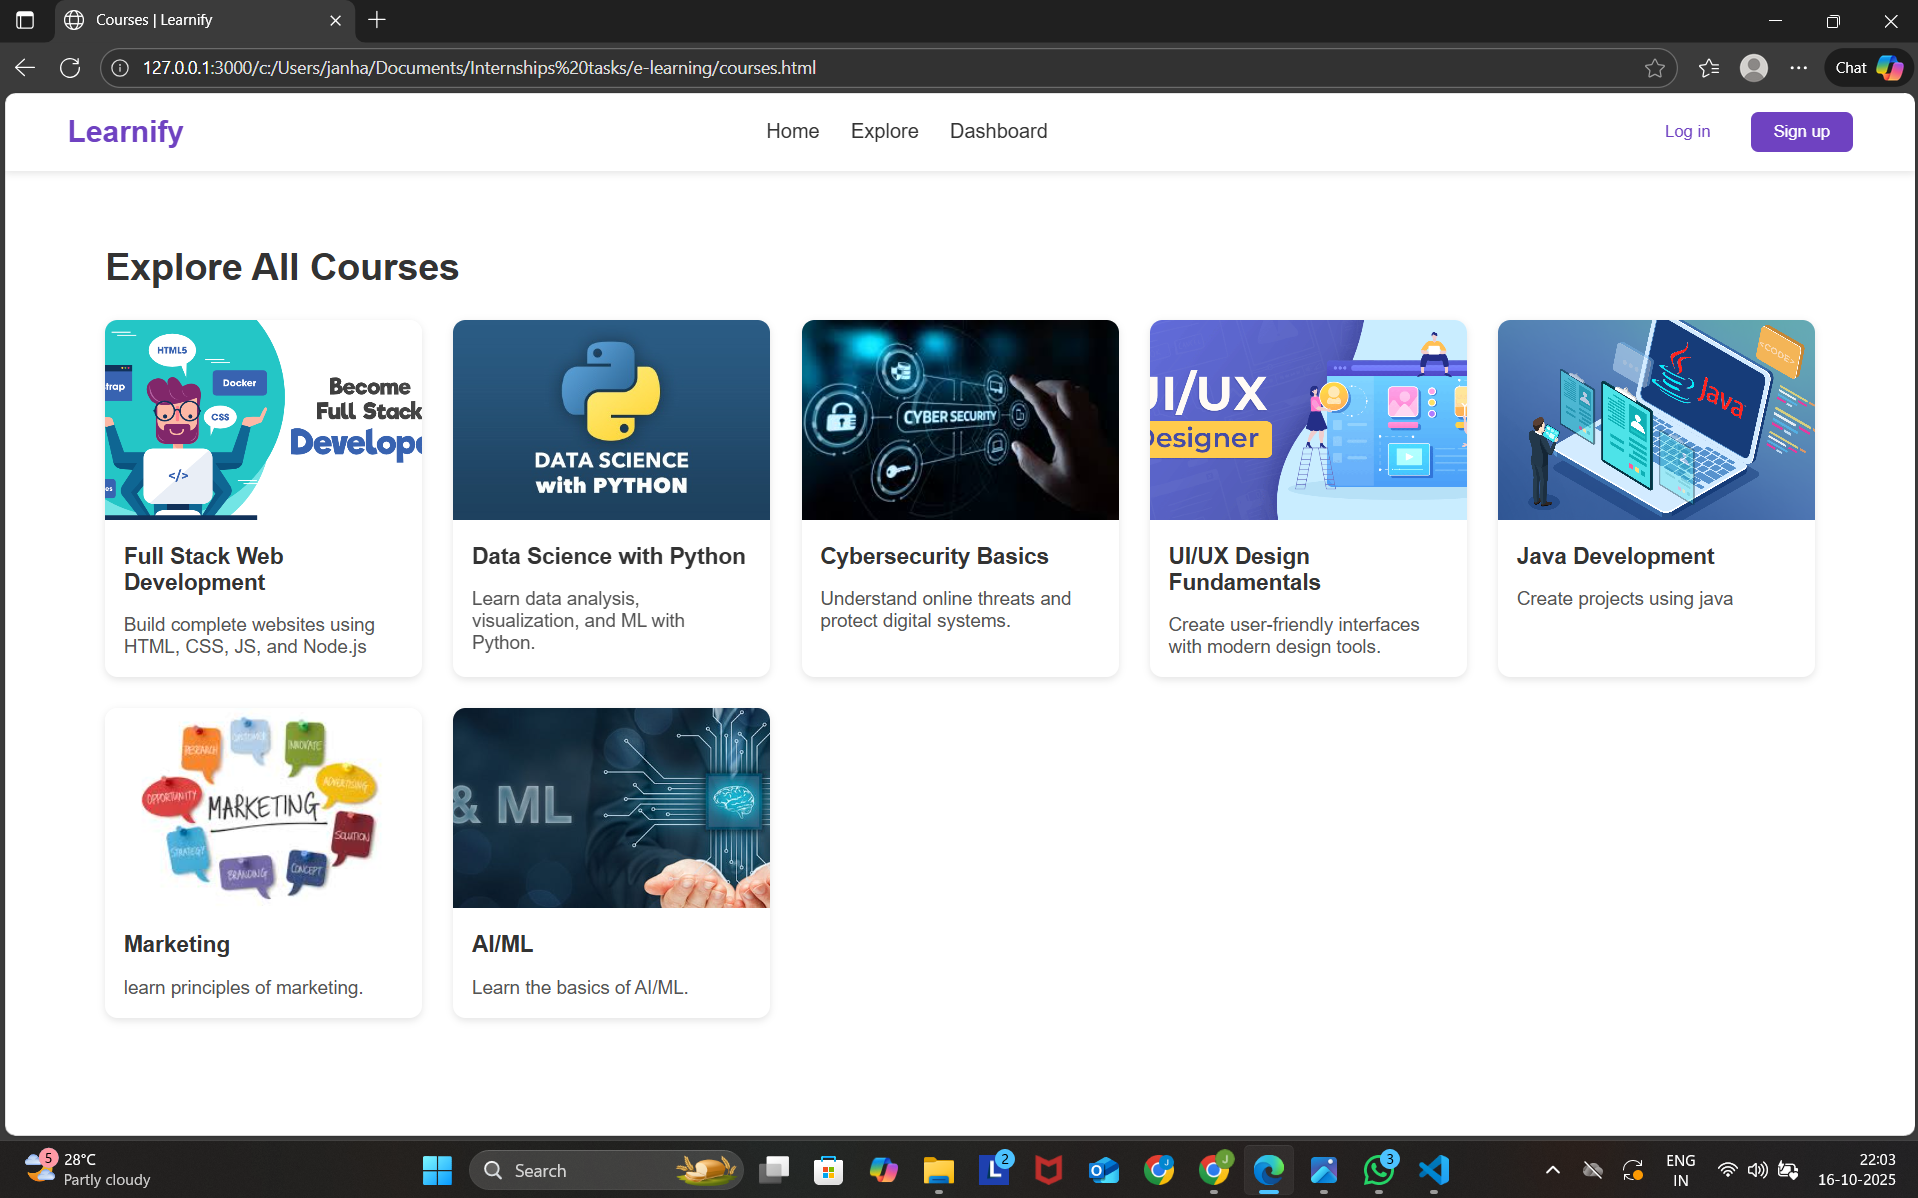 Courses | Learnify
127.0.0.1:3000/c:/Users/janha/Documents/Internships%20tasks/e-learning/courses.html
Chat
Learnify
Home
Explore
Dashboard
Log in
Sign up
Explore All Courses
HTML5
trap
Docker
CSS
</>
es
Become
Full Stack
Develope
Full Stack Web
Development
Build complete websites using
HTML, CSS, JS, and Node.js
DATA SCIENCE
with PYTHON
Data Science with Python
Learn data analysis,
visualization, and ML with
Python.
CYBER SECURITY
Cybersecurity Basics
Understand online threats and
protect digital systems.
UI/UX
Designer
UI/UX Design
Fundamentals
Create user-friendly interfaces
with modern design tools.
<CODE>
Java
Java Development
Create projects using java
RESEARCH
CUSTOMER
INNOVATE
OPPORTUNITY
ADVERTISING
MARKETING
STRATEGY
SOLUTION
BRANDING
CONCEPT
Marketing
learn principles of marketing.
& ML
AI/ML
Learn the basics of AI/ML.
5
28°C
Partly cloudy
Search
L
2
J
J
3
ENG
IN
22:03
16-10-2025